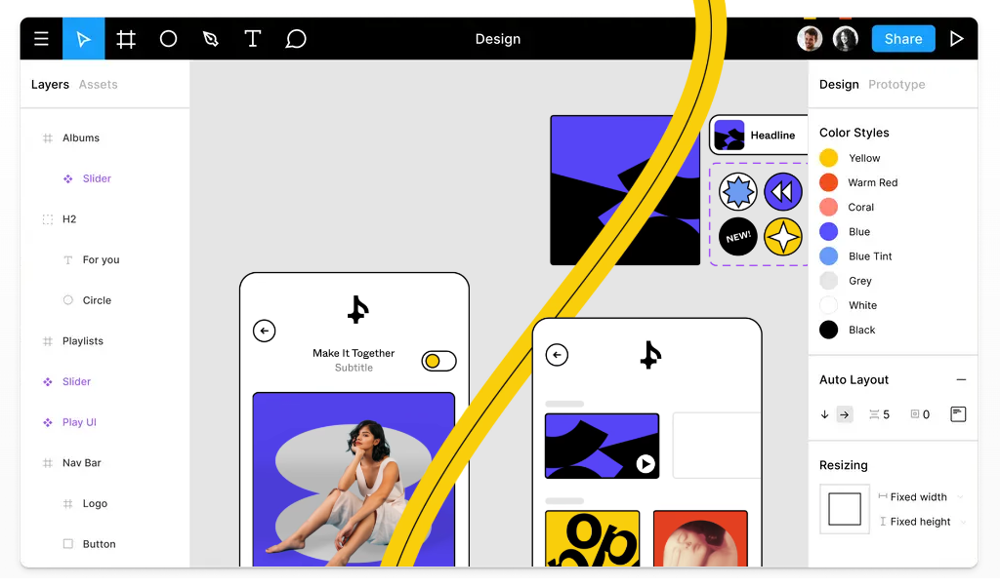 Design
Share
Layers Assets
Albums
Slider
H2
For you
Circle
Playlists
Slider
Play UI
Nav Bar
Logo
Button
Make It Together
Subtitle
Headline
NEW!
op
Design Prototype
Color Styles
Yellow
Warm Red
Coral
Blue
Blue Tint
Grey
White
Black
Auto Layout
5 0
Resizing
Fixed width
Fixed height